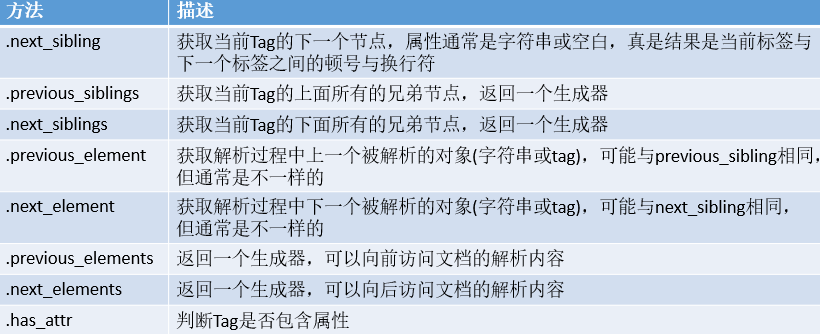 方法 描述
.next_sibling 获取当前Tag的下一个节点，属性通常是字符串或空白，真是结果是当前标签与
下一个标签之间的顿号与换行符
.previous_siblings 获取当前Tag的上面所有的兄弟节点，返回一个生成器
.next_siblings 获取当前Tag的下面所有的兄弟节点，返回一个生成器
.previous_element 获取解析过程中上一个被解析的对象(字符串或tag)，可能与previous_sibling相同，
但通常是不一样的
.next_element 获取解析过程中下一个被解析的对象(字符串或tag)，可能与next_sibling相同，
但通常是不一样的
.previous_elements 返回一个生成器，可以向前访问文档的解析内容
.next_elements 返回一个生成器，可以向后访问文档的解析内容
.has_attr 判断Tag是否包含属性